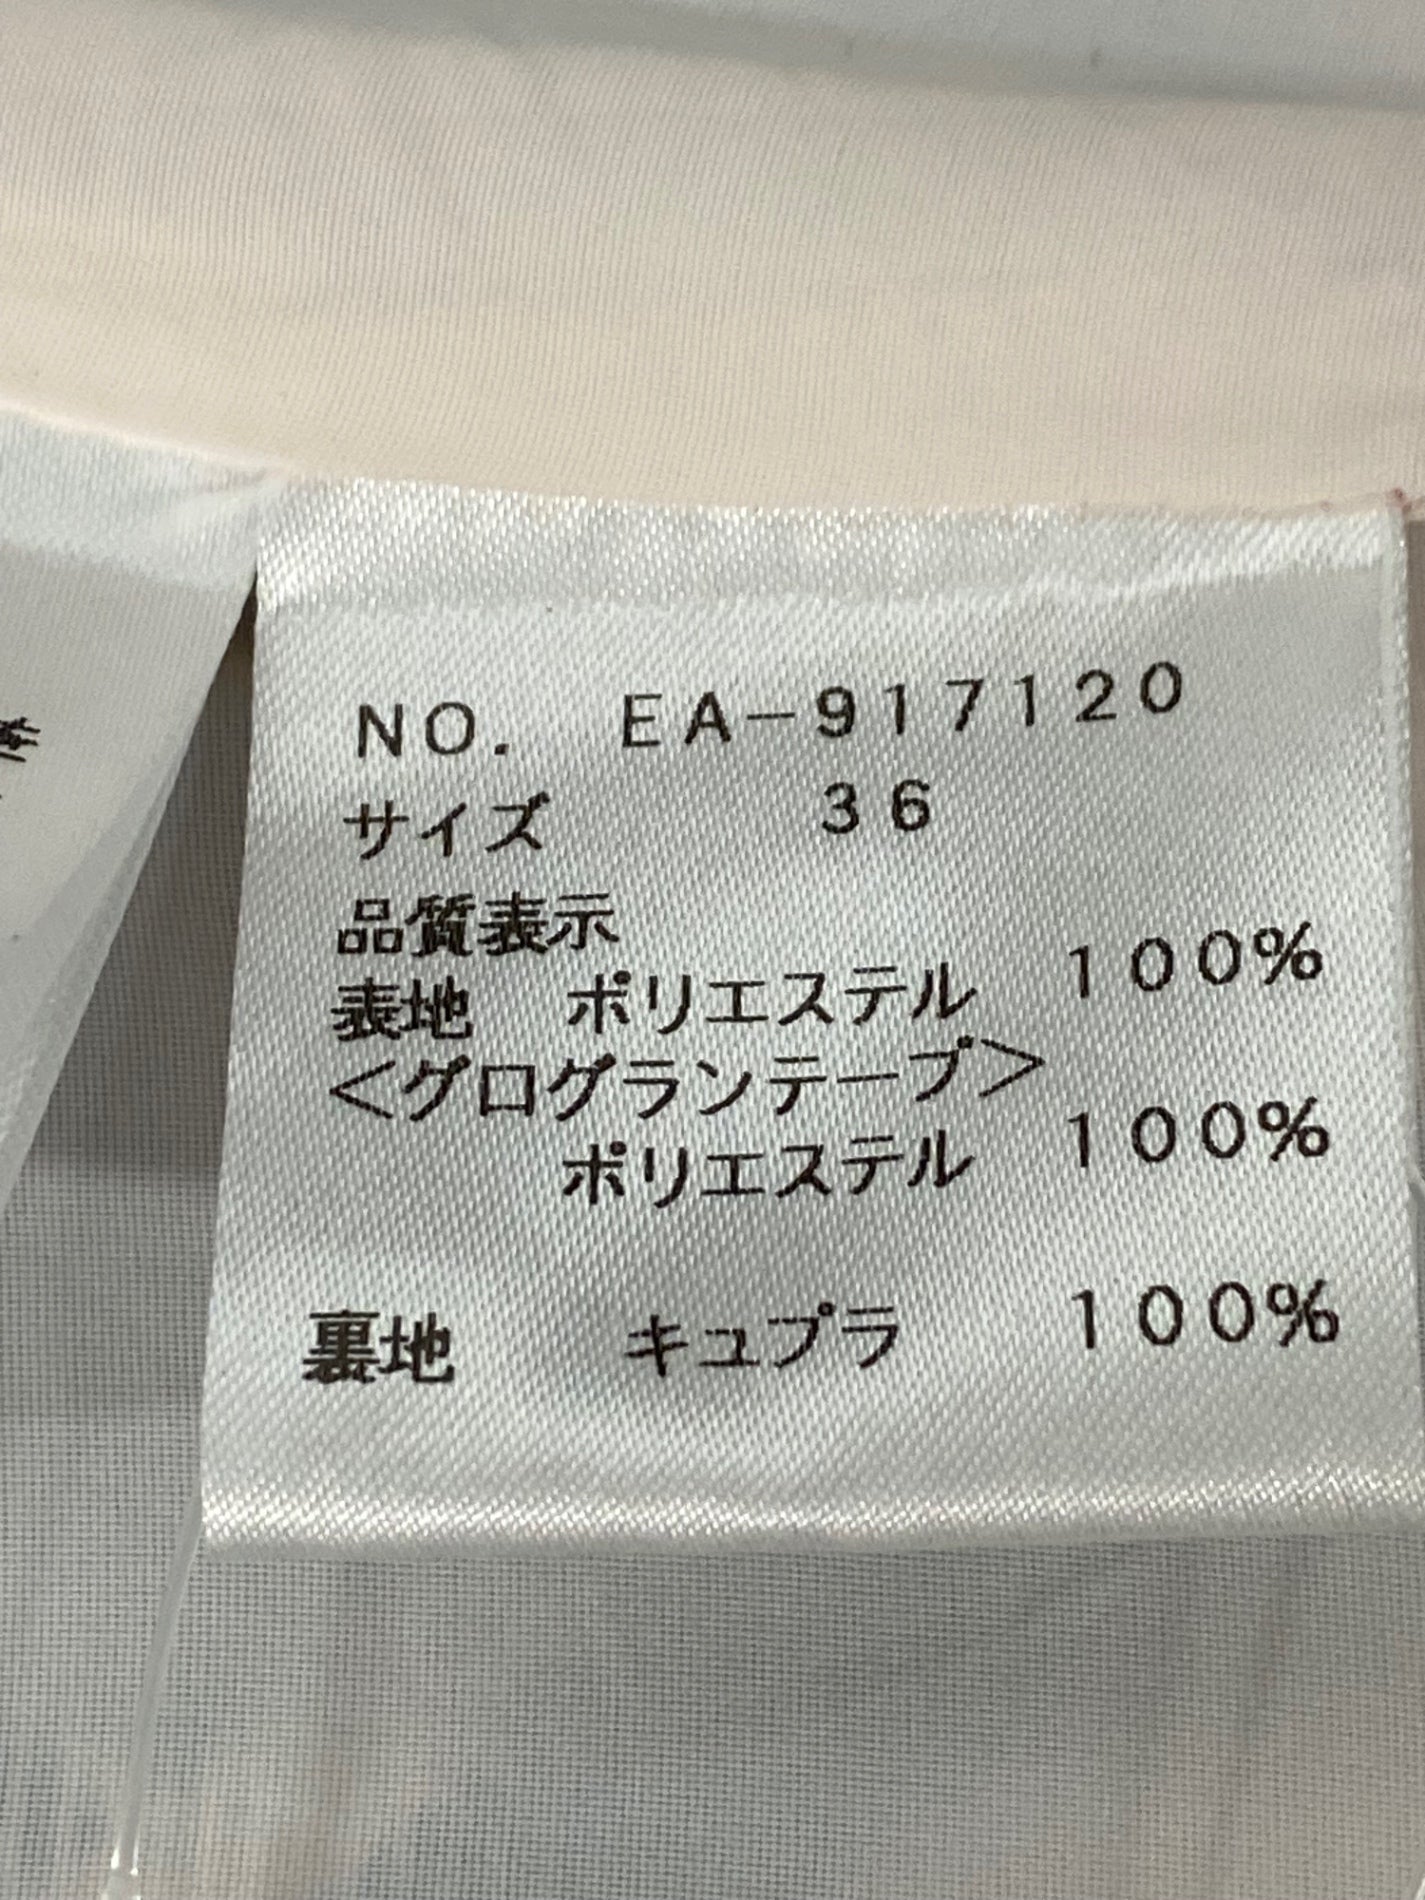 NO. EA-917120
サイズ 36
品質表示
表地 ポリエステル 100%
<グログランテープ>
ポリエステル 100%
裏地 キュプラ 100%